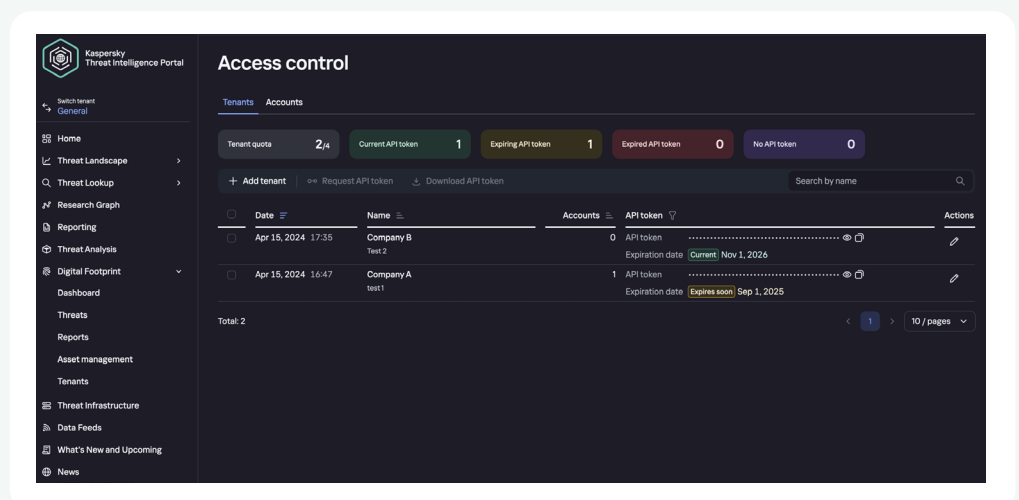 Kaspersky
Threat Intelligence Portal
Switch tenant
General
Home
Threat Landscape
Threat Lookup
Research Graph
Reporting
Threat Analysis
Digital Footprint
Dashboard
Threats
Reports
Asset management
Tenants
Threat Infrastructure
Data Feeds
What's New and Upcoming
News
Access control
Tenants Accounts
Tenant quota 2/4 Current API token 1 Expiring API token 1 Expired API token 0 No API token 0
+ Add tenant Request API token Download API token Search by name
Date Name Accounts API token Actions
Apr 15, 2024 17:35 Company B 0 API token ........................................
Test 2 Expiration date Current Nov 1, 2026
Apr 15, 2024 16:47 Company A 1 API token ........................................
test1 Expiration date Expires soon Sep 1, 2025
Total: 2 < 1 > 10 / pages